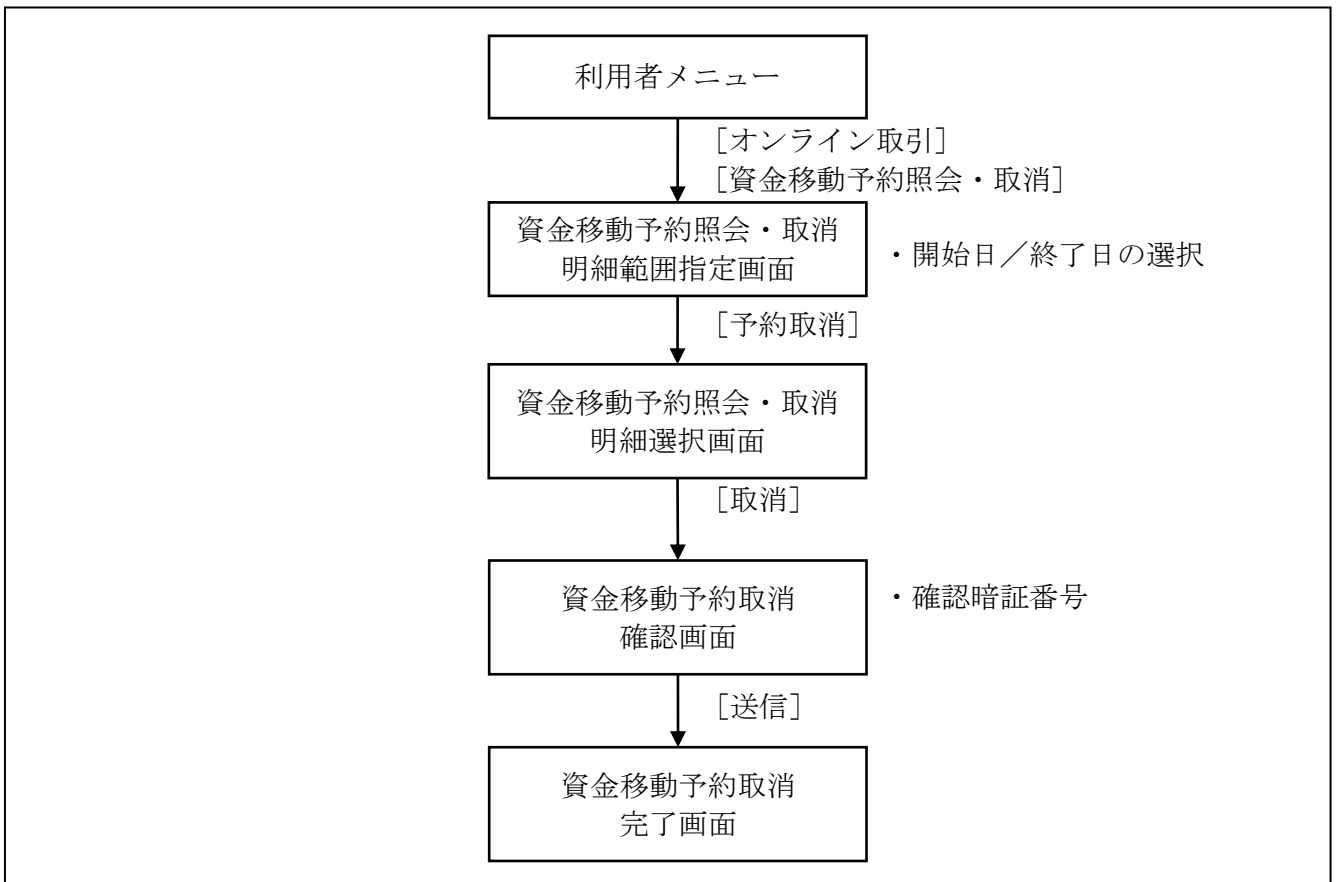 利用者メニュー
［オンライン取引］
［資金移動予約照会・取消］
資金移動予約照会・取消
明細範囲指定画面
・開始日／終了日の選択
［予約取消］
資金移動予約照会・取消
明細選択画面
［取消］
資金移動予約取消
確認画面
・確認暗証番号
［送信］
資金移動予約取消
完了画面